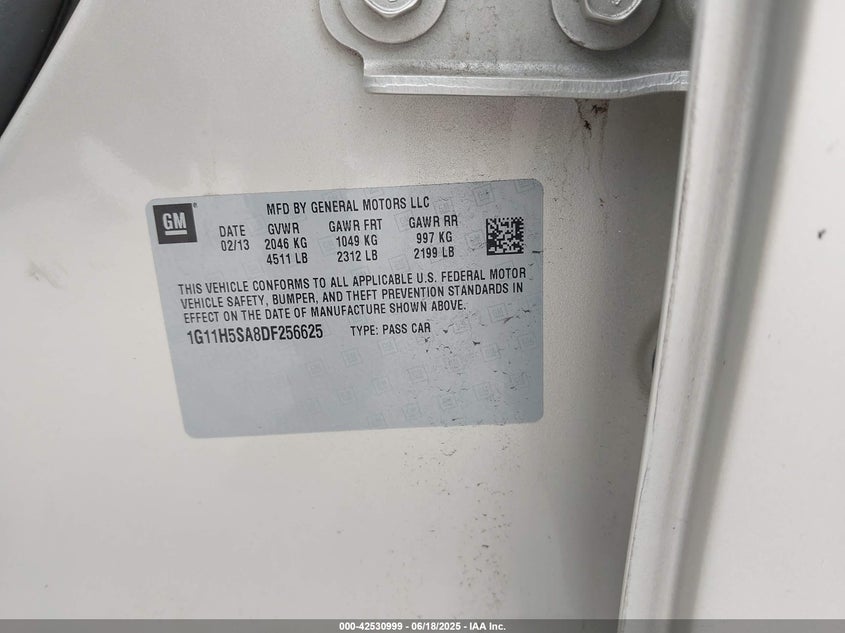 GM
MFD BY GENERAL MOTORS LLC
DATE GVWR GAWR FRT GAWR RR
02/13 2046 KG 1049 KG 997 KG
4511 LB 2312 LB 2199 LB
THIS VEHICLE CONFORMS TO ALL APPLICABLE U.S. FEDERAL MOTOR
VEHICLE SAFETY, BUMPER, AND THEFT PREVENTION STANDARDS IN
EFFECT ON THE DATE OF MANUFACTURE SHOWN ABOVE.
1G11H5SA8DF256625 TYPE: PASS CAR
000-42530999 - 06/18/2025 - IAA Inc.